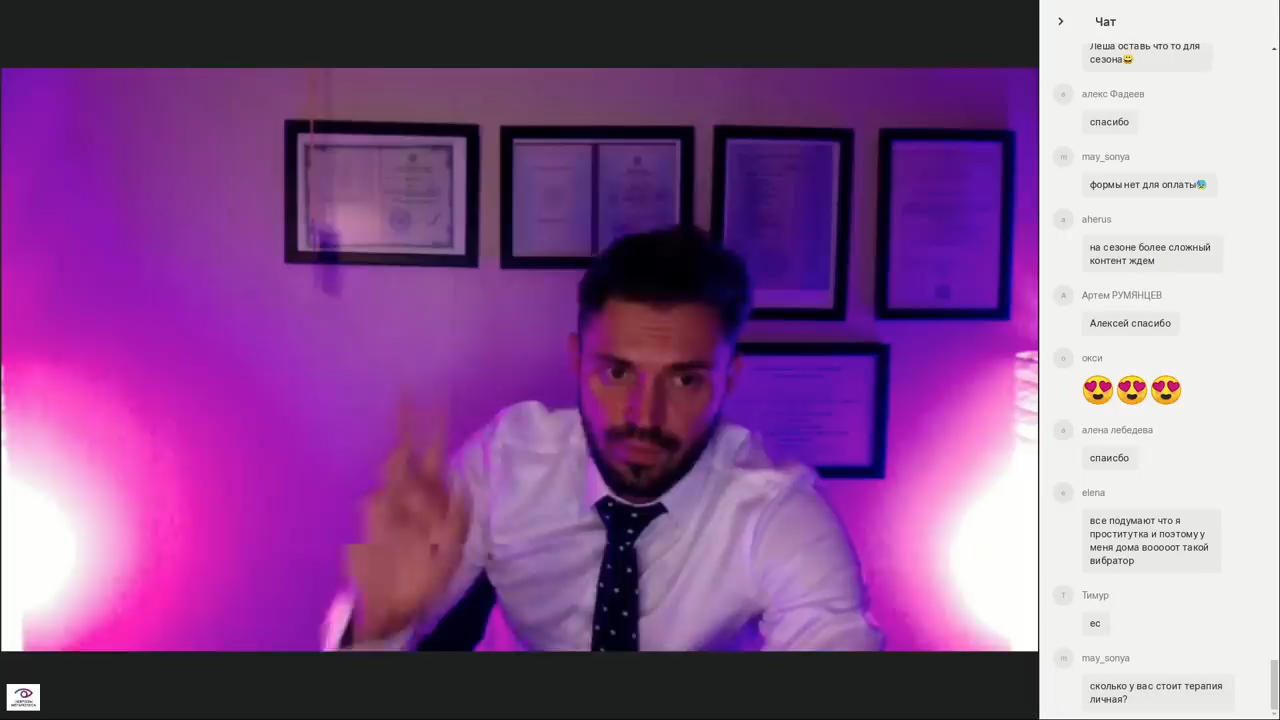 Чат
Леша оставь что то для
сезона😃
алекс Фадеев
спасибо
may_sonya
формы нет для оплаты😰
aherus
на сезоне более сложный
контент ждем
Артем РУМЯНЦЕВ
Алексей спасибо
окси
😍😍😍
алена лебедева
спаисбо
elena
все подумают что я
проститутка и поэтому у
меня дома вооооот такой
вибратор
Тимур
ес
may_sonya
сколько у вас стоит терапия
личная?